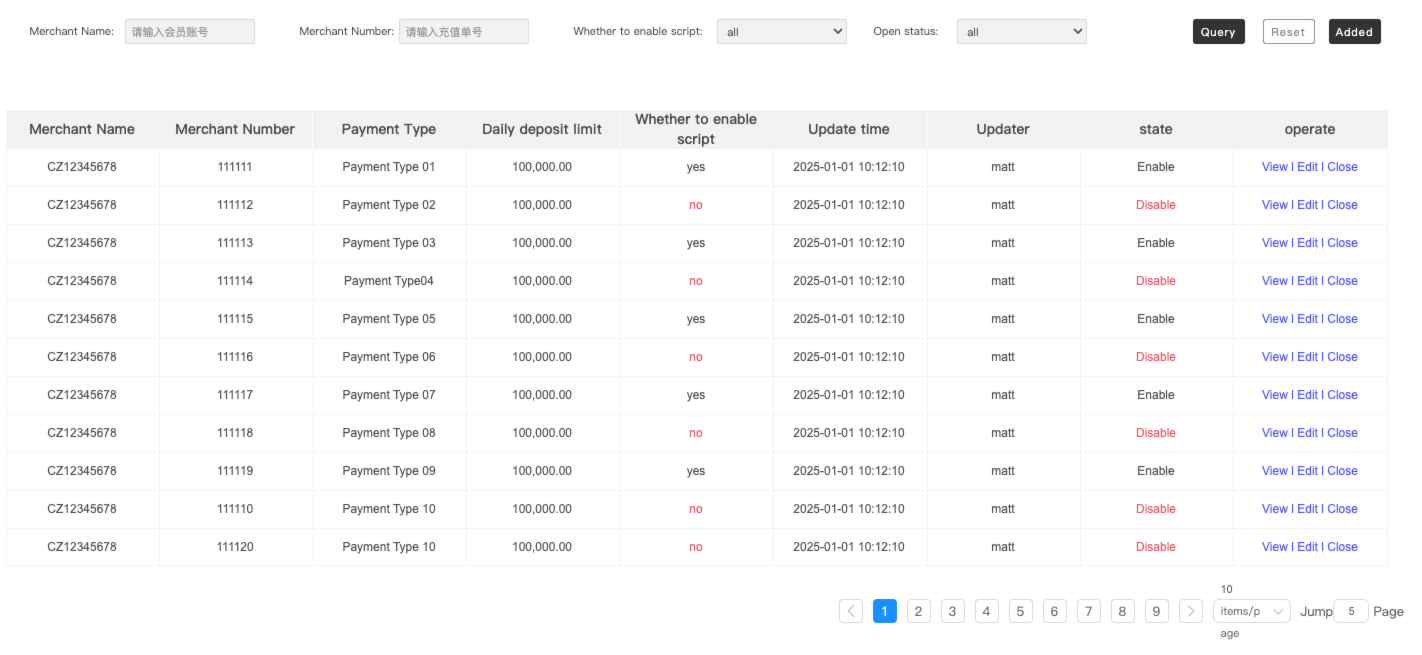 Merchant Name: 请输入会员账号 Merchant Number: 请输入充值单号 Whether to enable script: all Open status: all Query Reset Added
Merchant Name Merchant Number Payment Type Daily deposit limit Whether to enable script Update time Updater state operate
CZ12345678 111111 Payment Type 01 100,000.00 yes 2025-01-01 10:12:10 matt Enable View I Edit I Close
CZ12345678 111112 Payment Type 02 100,000.00 no 2025-01-01 10:12:10 matt Disable View I Edit I Close
CZ12345678 111113 Payment Type 03 100,000.00 yes 2025-01-01 10:12:10 matt Enable View I Edit I Close
CZ12345678 111114 Payment Type04 100,000.00 no 2025-01-01 10:12:10 matt Disable View I Edit I Close
CZ12345678 111115 Payment Type 05 100,000.00 yes 2025-01-01 10:12:10 matt Enable View I Edit I Close
CZ12345678 111116 Payment Type 06 100,000.00 no 2025-01-01 10:12:10 matt Disable View I Edit I Close
CZ12345678 111117 Payment Type 07 100,000.00 yes 2025-01-01 10:12:10 matt Enable View I Edit I Close
CZ12345678 111118 Payment Type 08 100,000.00 no 2025-01-01 10:12:10 matt Disable View I Edit I Close
CZ12345678 111119 Payment Type 09 100,000.00 yes 2025-01-01 10:12:10 matt Enable View I Edit I Close
CZ12345678 111110 Payment Type 10 100,000.00 no 2025-01-01 10:12:10 matt Disable View I Edit I Close
CZ12345678 111120 Payment Type 10 100,000.00 no 2025-01-01 10:12:10 matt Disable View I Edit I Close
1 2 3 4 5 6 7 8 9 10 items/page Jump 5 Page